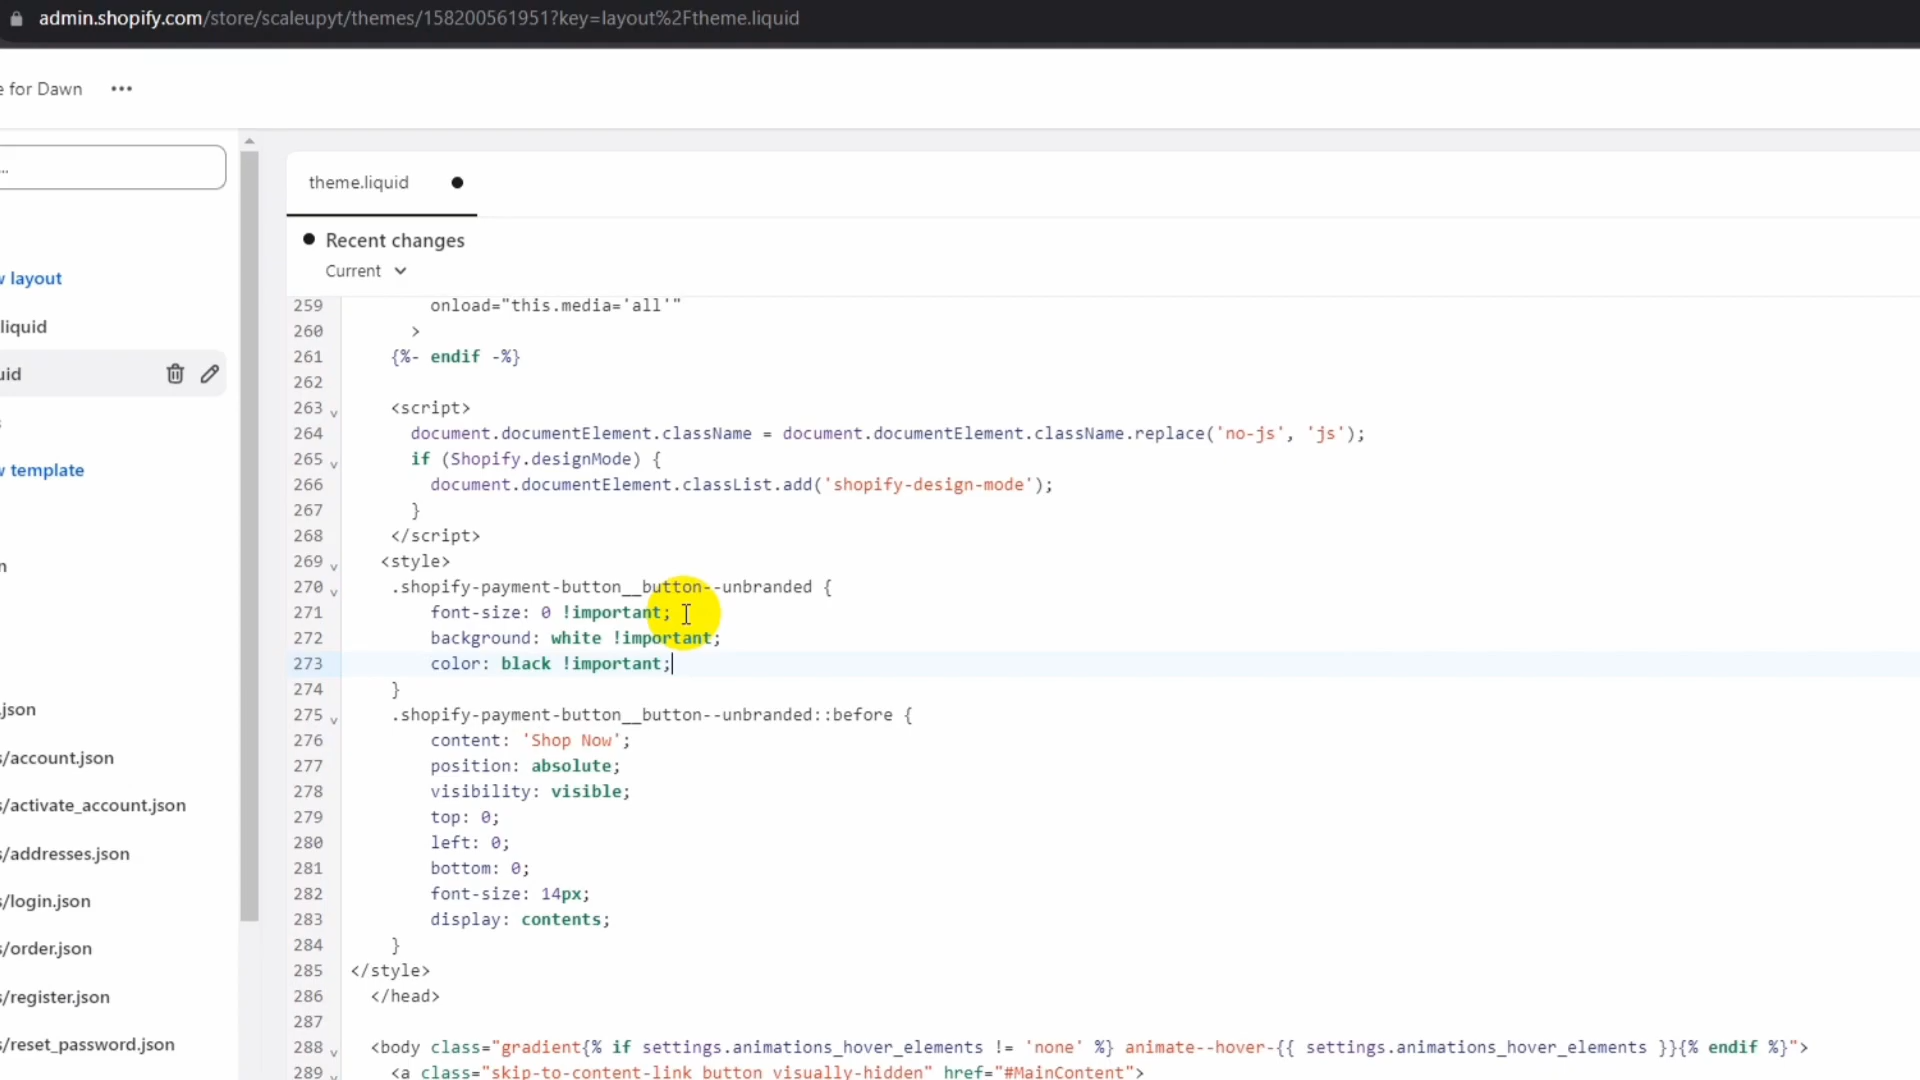 admin.shopify.com/store/scaleupyt/themes/158200561951?key=layout%2Ftheme.liquid
e for Dawn •••
...
w layout
liquid
uid
s
w template
n
.json
s/account.json
s/activate_account.json
s/addresses.json
s/login.json
s/order.json
s/register.json
s/reset_password.json
theme.liquid
Recent changes
Current
259 onload="this.media='all'"
260 >
261 {%- endif -%}
262
263 <script>
264 document.documentElement.className = document.documentElement.className.replace('no-js', 'js');
265 if (Shopify.designMode) {
266 document.documentElement.classList.add('shopify-design-mode');
267 }
268 </script>
269 <style>
270 .shopify-payment-button__button--unbranded {
271 font-size: 0 !important;
272 background: white !important;
273 color: black !important;
274 }
275 .shopify-payment-button__button--unbranded::before {
276 content: 'Shop Now';
277 position: absolute;
278 visibility: visible;
279 top: 0;
280 left: 0;
281 bottom: 0;
282 font-size: 14px;
283 display: contents;
284 }
285 </style>
286 </head>
287
288 <body class="gradient{% if settings.animations_hover_elements != 'none' %} animate--hover-{{ settings.animations_hover_elements }}{% endif %}">
289 <a class="skip-to-content-link button visually-hidden" href="#MainContent">